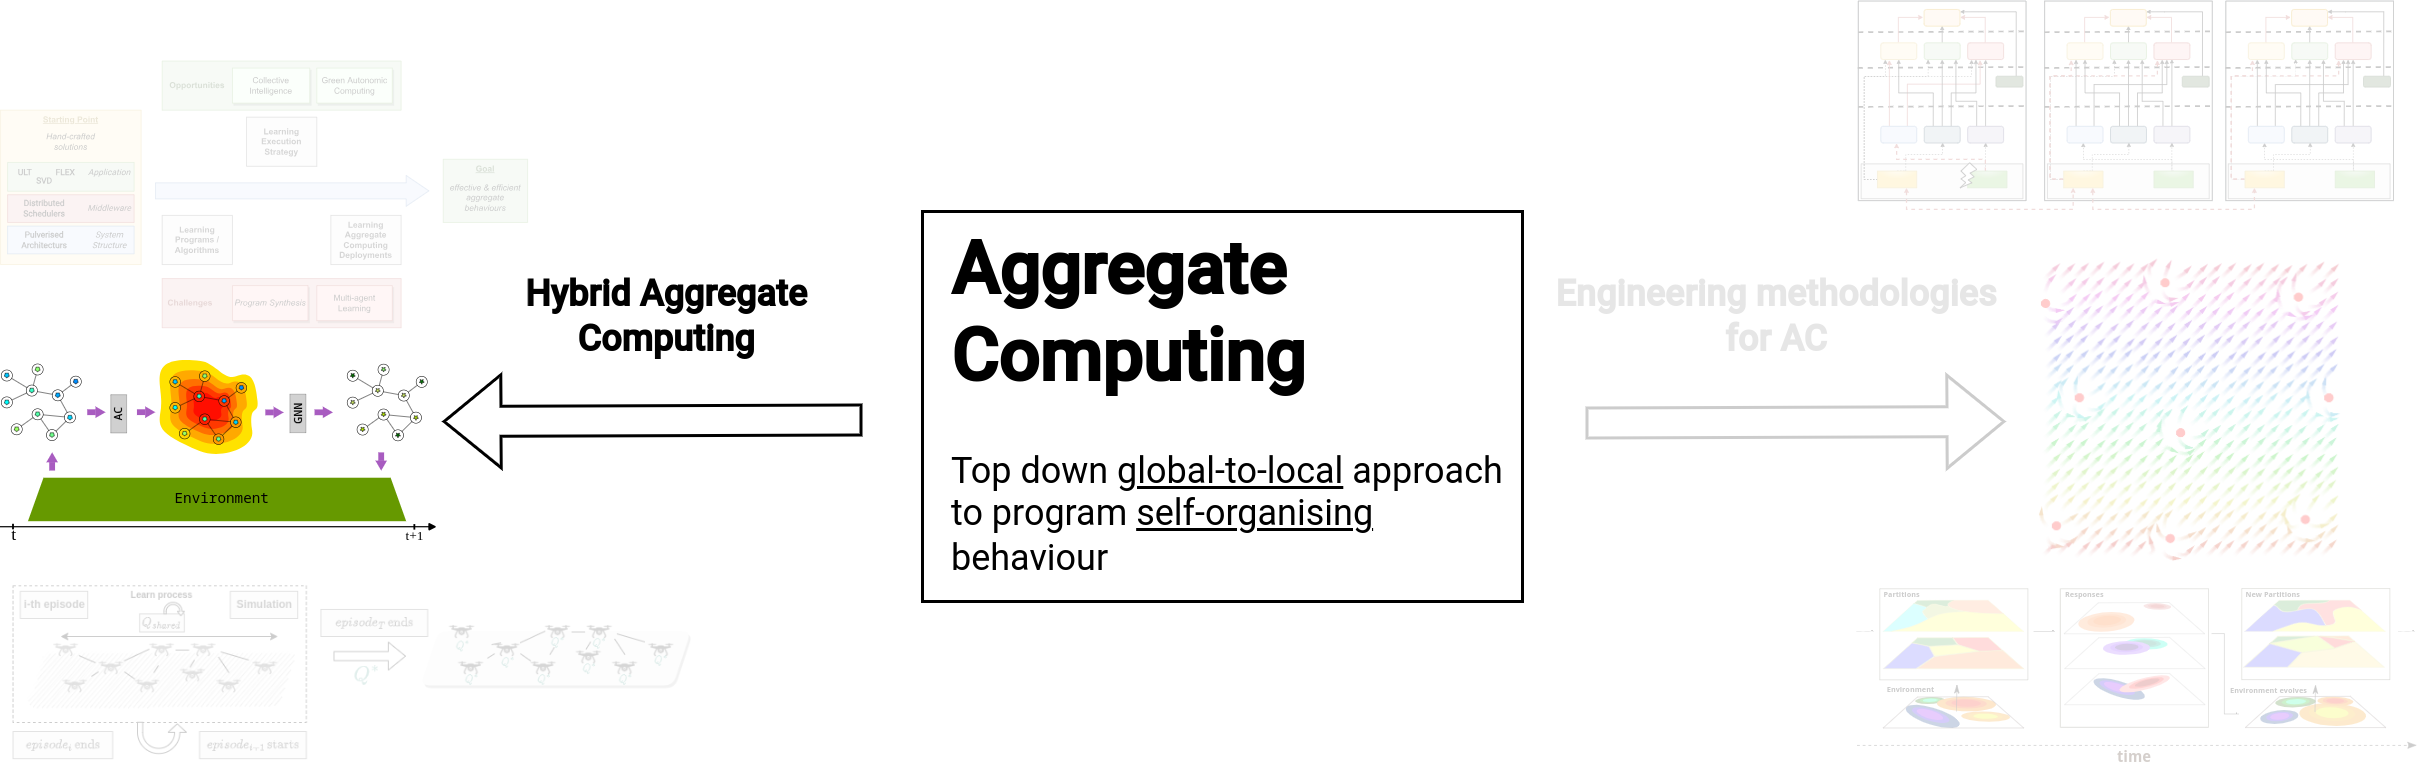 Opportunities
Collective
Intelligence
Green Autonomic
Computing
Starting Point
Hand-crafted
solutions
ULT FLEX Application
SVD
Distributed
Schedulers
Middleware
Pulverised
Architectures
System
Structure
Learning
Execution
Strategy
Goal
effective & efficient
aggregate
behaviours
Learning
Programs /
Algorithms
Learning
Aggregate
Computing
Deployments
Challenges
Program Synthesis
Multi-agent
Learning
Hybrid Aggregate
Computing
AC
GNN
Environment
t
t+1
i-th episode
Learn process
Simulation
Q shared
episode_i ends
episode_{i+1} starts
episode_T ends
Q*
Aggregate
Computing
Top down global-to-local approach
to program self-organising
behaviour
Engineering methodologies
for AC
Partitions
Responses
New Partitions
Environment
Environment evolves
time